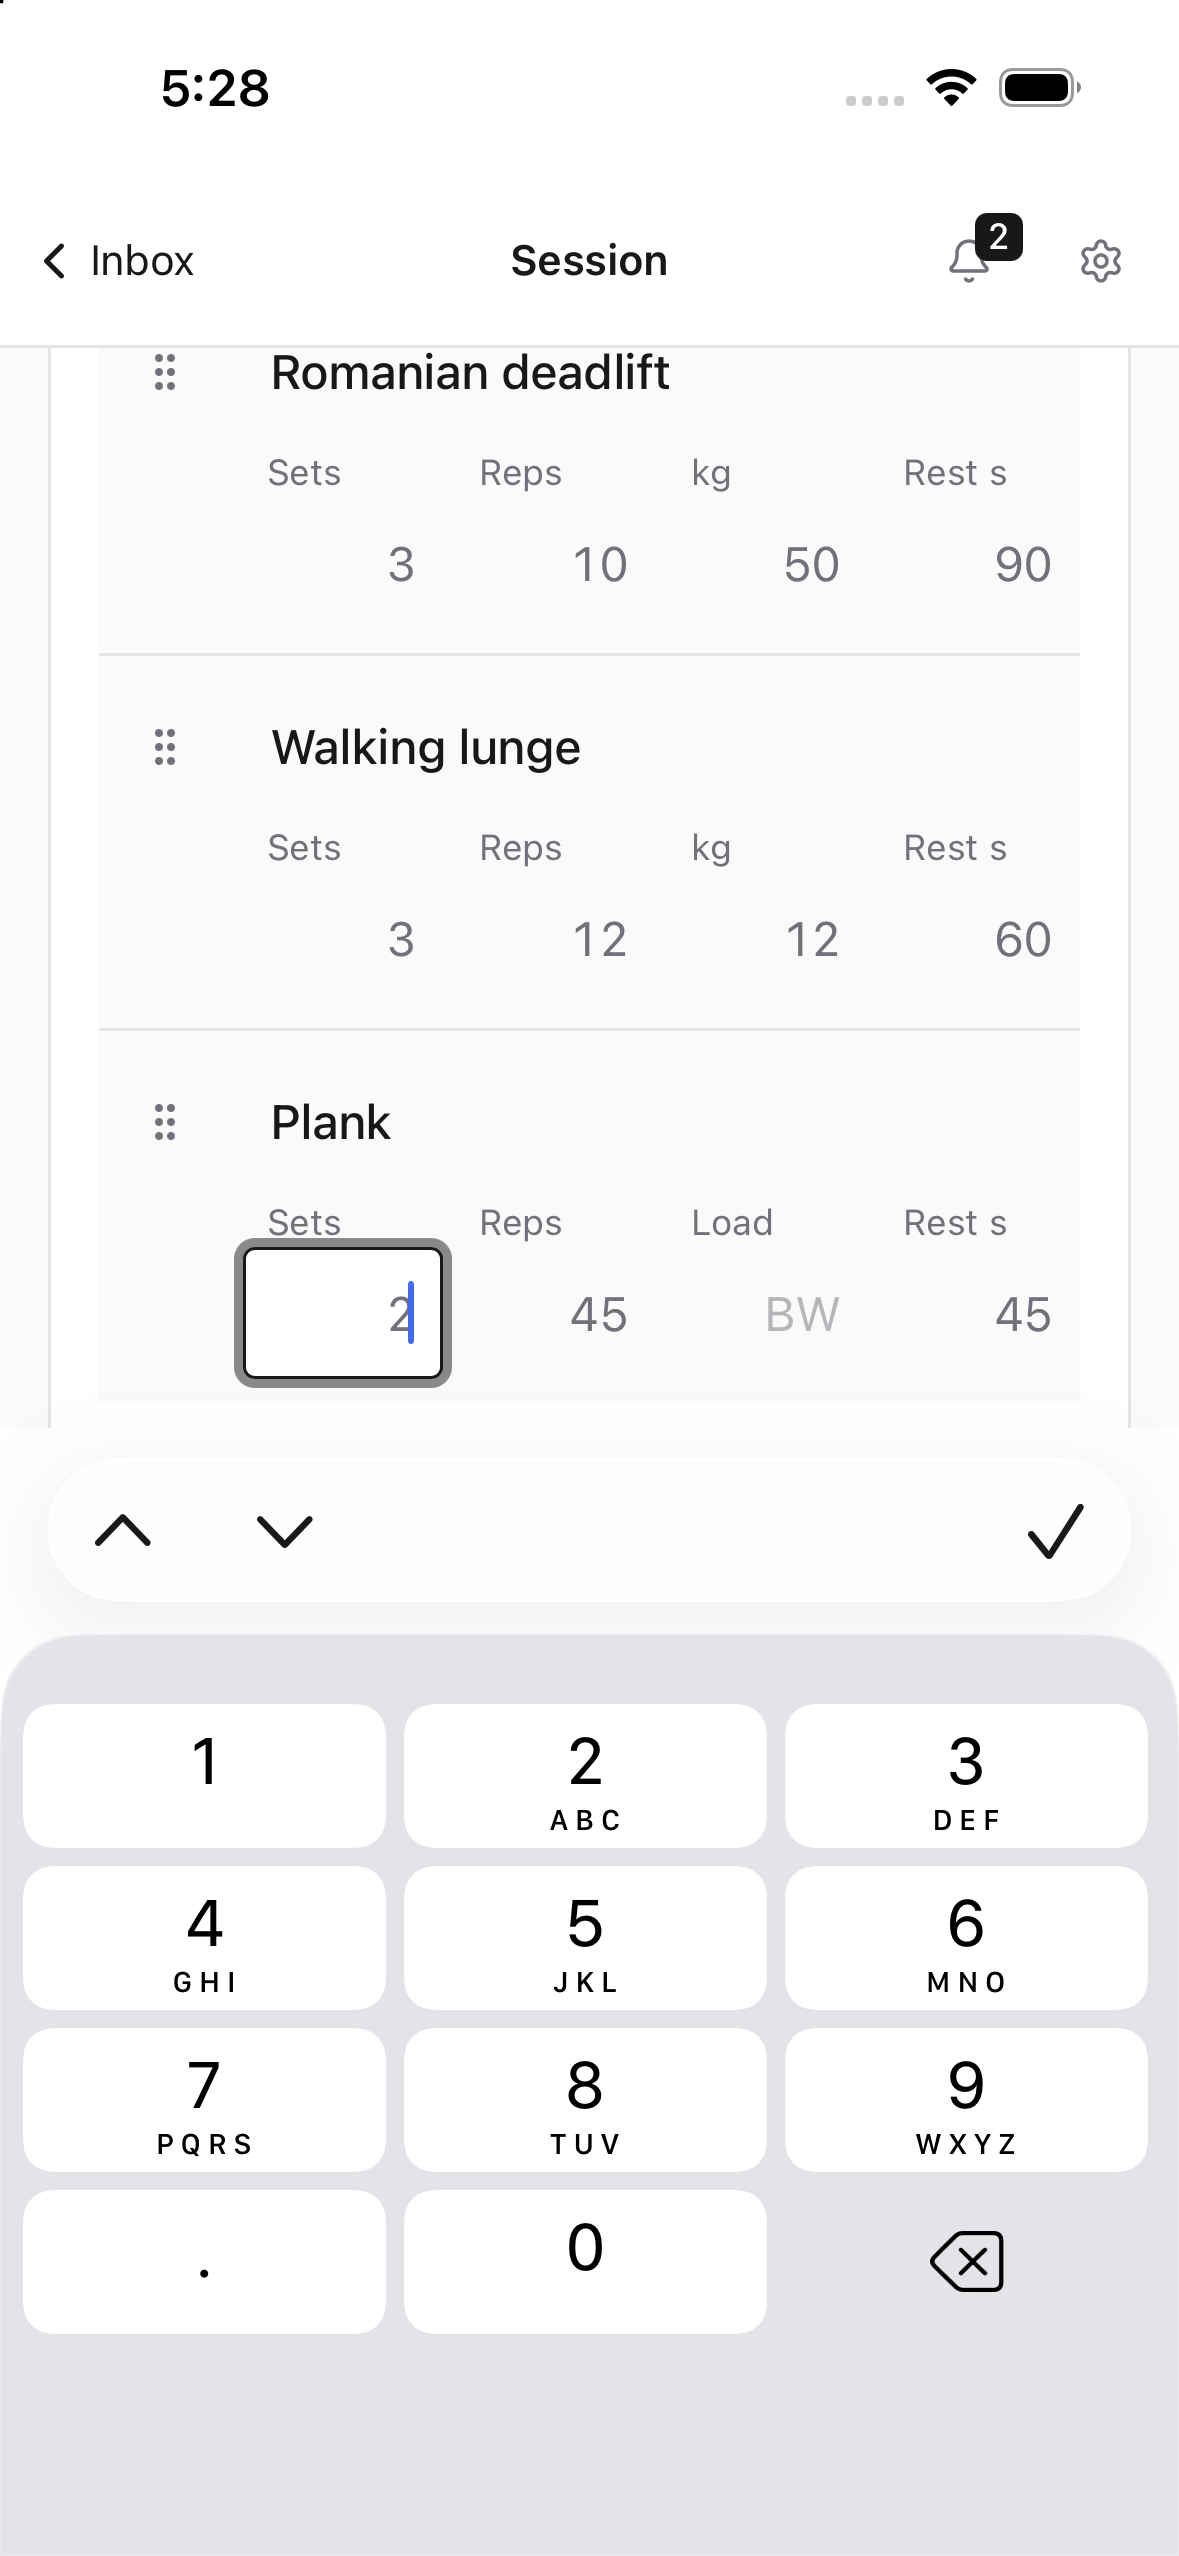 5:28
Inbox
Session
2
Romanian deadlift
Sets Reps kg Rest s
3 10 50 90
Walking lunge
Sets Reps kg Rest s
3 12 12 60
Plank
Sets Reps Load Rest s
2 45 BW 45
1
2
ABC
3
DEF
4
GHI
5
JKL
6
MNO
7
PQRS
8
TUV
9
WXYZ
.
0